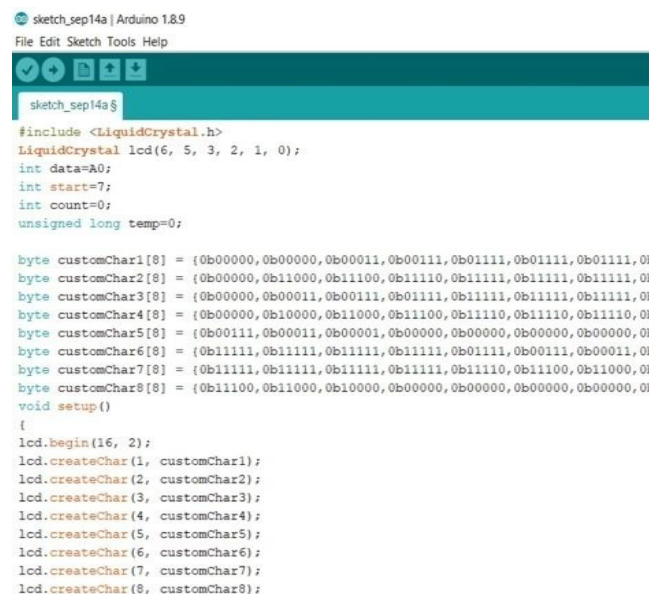 sketch_sep14a | Arduino 1.8.9
File Edit Sketch Tools Help
sketch_sep14a §
#include <LiquidCrystal.h>
LiquidCrystal lcd(6, 5, 3, 2, 1, 0);
int data=A0;
int start=7;
int count=0;
unsigned long temp=0;
byte customChar1[8] = {0b00000,0b00000,0b00011,0b00111,0b01111,0b01111,0b01111,0
byte customChar2[8] = {0b00000,0b11000,0b11100,0b11110,0b11111,0b11111,0b11111,0
byte customChar3[8] = {0b00000,0b00011,0b00111,0b01111,0b11111,0b11111,0b11111,0
byte customChar4[8] = {0b00000,0b10000,0b11000,0b11100,0b11110,0b11110,0b11110,0
byte customChar5[8] = {0b00111,0b00011,0b00001,0b00000,0b00000,0b00000,0b00000,0
byte customChar6[8] = {0b11111,0b11111,0b11111,0b11111,0b01111,0b00111,0b00011,0
byte customChar7[8] = {0b11111,0b11111,0b11111,0b11111,0b11110,0b11100,0b11000,0
byte customChar8[8] = {0b11100,0b11000,0b10000,0b00000,0b00000,0b00000,0b00000,0
void setup()
{
lcd.begin(16, 2);
lcd.createChar(1, customChar1);
lcd.createChar(2, customChar2);
lcd.createChar(3, customChar3);
lcd.createChar(4, customChar4);
lcd.createChar(5, customChar5);
lcd.createChar(6, customChar6);
lcd.createChar(7, customChar7);
lcd.createChar(8, customChar8);